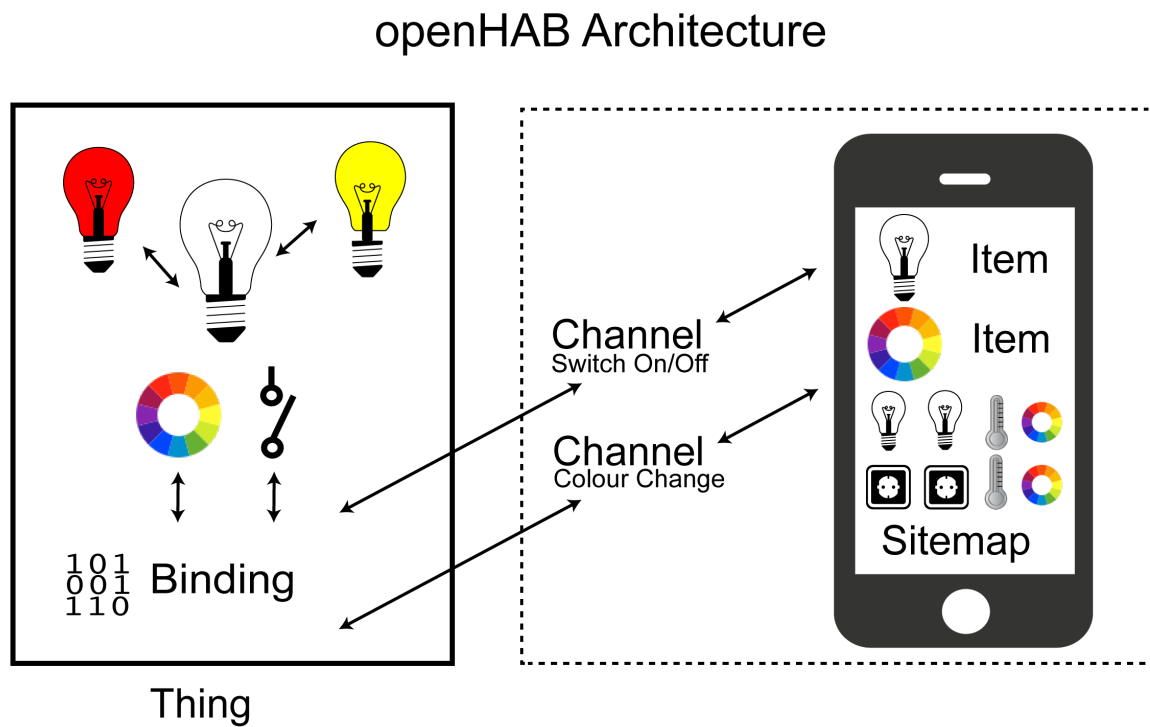 openHAB Architecture
Item
Item
Channel
Switch On/Off
Channel
Colour Change
Sitemap
101
001
110
Binding
Thing